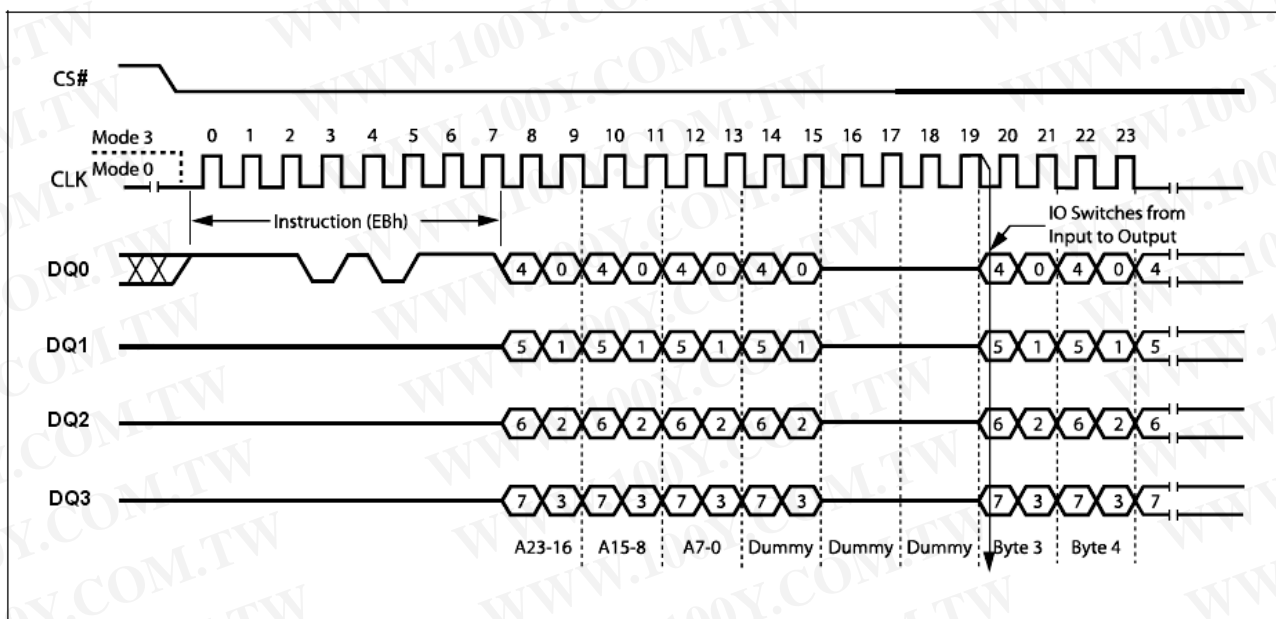 CS#
Mode 3
0 1 2 3 4 5 6 7 8 9 10 11 12 13 14 15 16 17 18 19 20 21 22 23
Mode 0
CLK
Instruction (EBh)
IO Switches from
Input to Output
DQ0 4 0 4 0 4 0 4 0 4 0 4 0 4
DQ1 5 1 5 1 5 1 5 1 5 1 5 1 5
DQ2 6 2 6 2 6 2 6 2 6 2 6 2 6
DQ3 7 3 7 3 7 3 7 3 7 3 7 3 7
A23-16 A15-8 A7-0 Dummy Dummy Dummy Byte 3 Byte 4
WWW.100Y.COM.TW